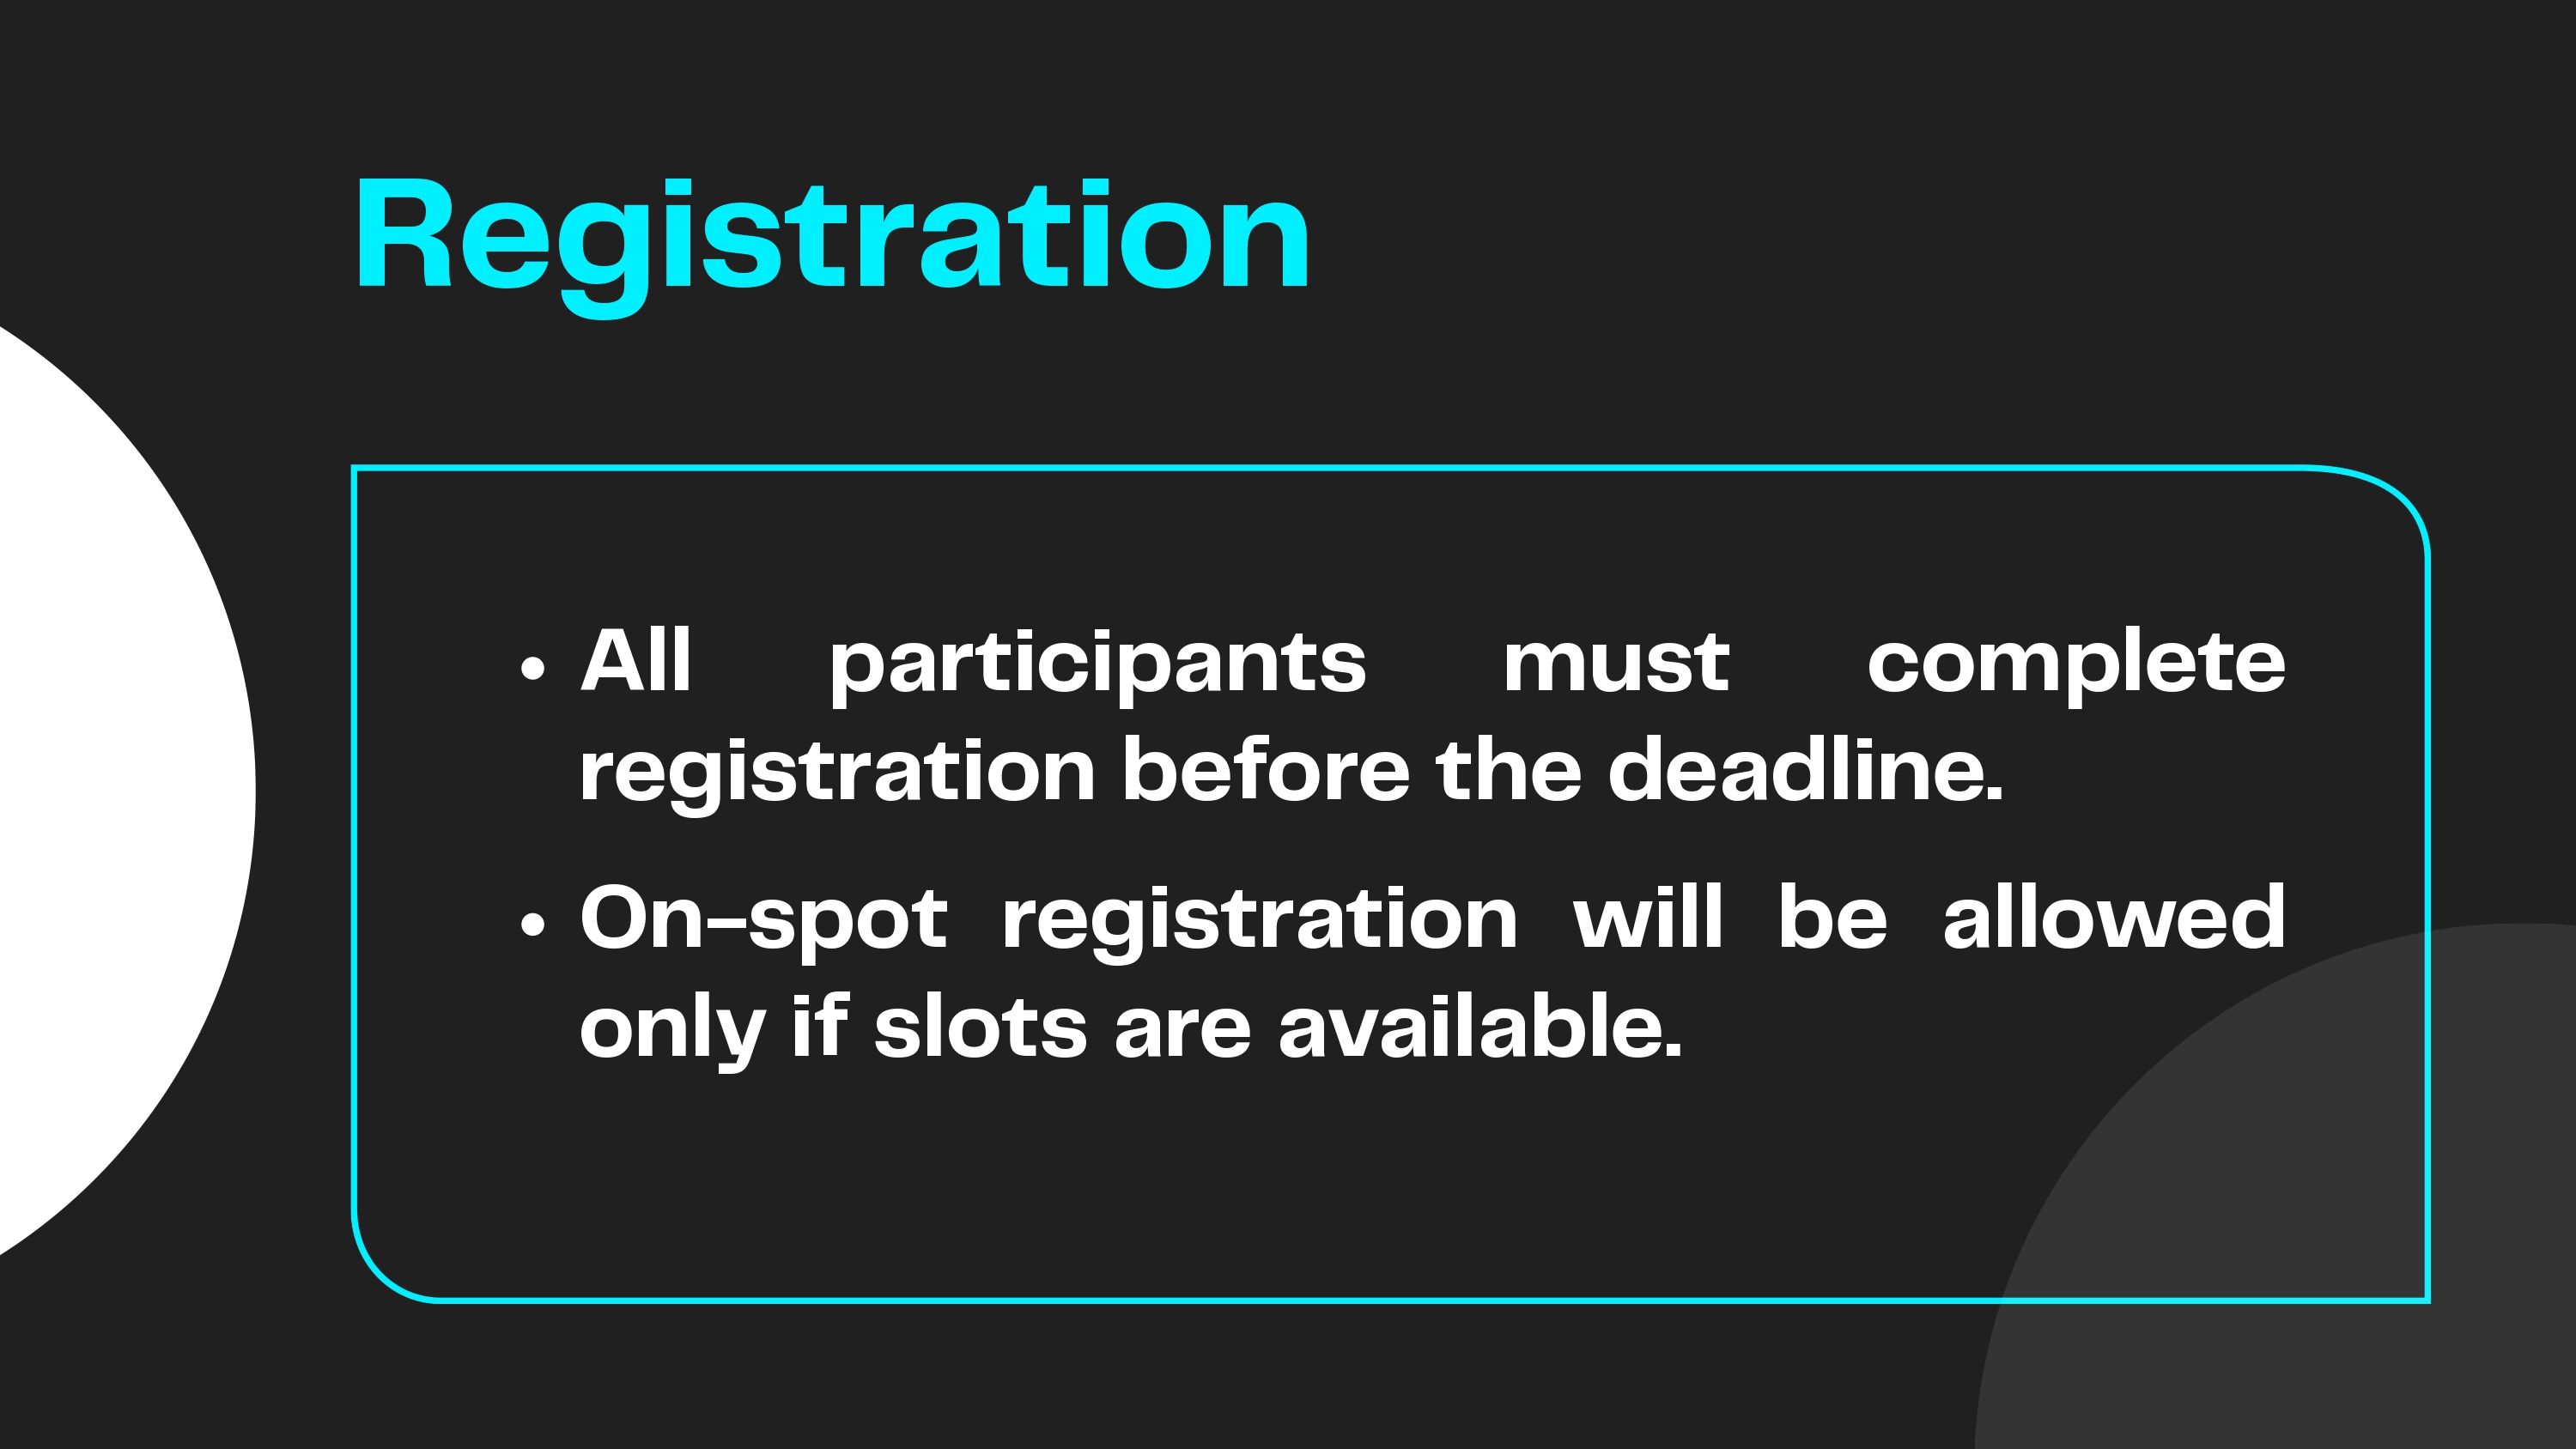 Registration
• All participants must complete
registration before the deadline.
• On-spot registration will be allowed
only if slots are available.